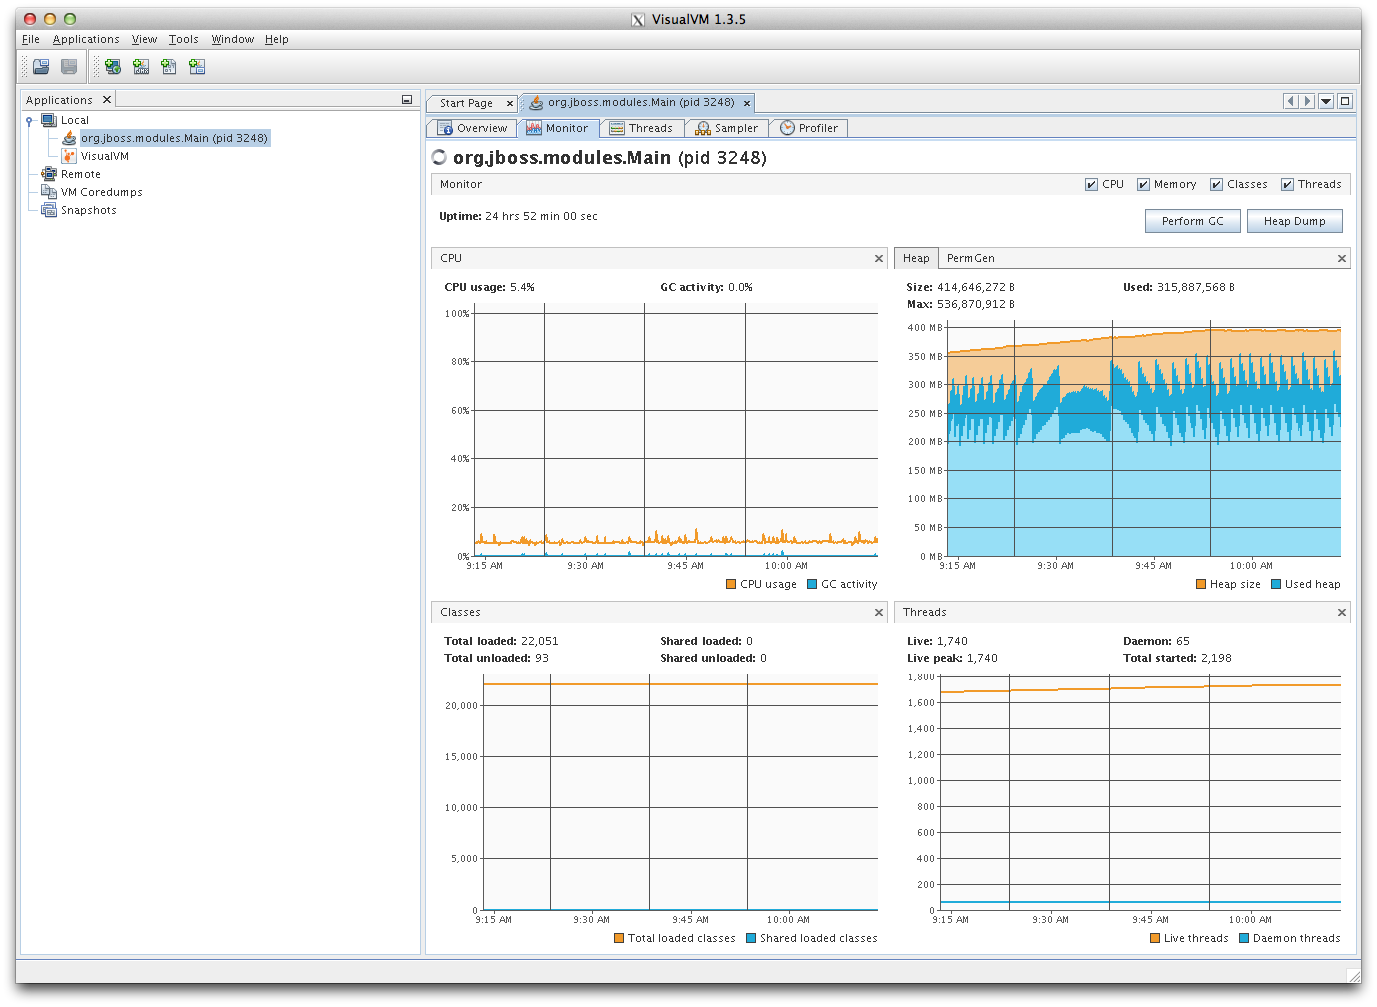 VisualVM 1.3.5
File Applications View Tools Window Help
Applications
Local
org.jboss.modules.Main (pid 3248)
VisualVM
Remote
VM Coredumps
Snapshots
Start Page org.jboss.modules.Main (pid 3248)
Overview Monitor Threads Sampler Profiler
org.jboss.modules.Main (pid 3248)
Monitor CPU Memory Classes Threads
Uptime: 24 hrs 52 min 00 sec
Perform GC Heap Dump
CPU
CPU usage: 5.4% GC activity: 0.0%
100%
80%
60%
40%
20%
0%
9:15 AM 9:30 AM 9:45 AM 10:00 AM
CPU usage GC activity
Heap PermGen
Size: 414,646,272 B Used: 315,887,568 B
Max: 536,870,912 B
400 MB
350 MB
300 MB
250 MB
200 MB
150 MB
100 MB
50 MB
0 MB
9:15 AM 9:30 AM 9:45 AM 10:00 AM
Heap size Used heap
Classes
Total loaded: 22,051 Shared loaded: 0
Total unloaded: 93 Shared unloaded: 0
20,000
15,000
10,000
5,000
0
9:15 AM 9:30 AM 9:45 AM 10:00 AM
Total loaded classes Shared loaded classes
Threads
Live: 1,740 Daemon: 65
Live peak: 1,740 Total started: 2,198
1,800
1,600
1,400
1,200
1,000
800
600
400
200
0
9:15 AM 9:30 AM 9:45 AM 10:00 AM
Live threads Daemon threads